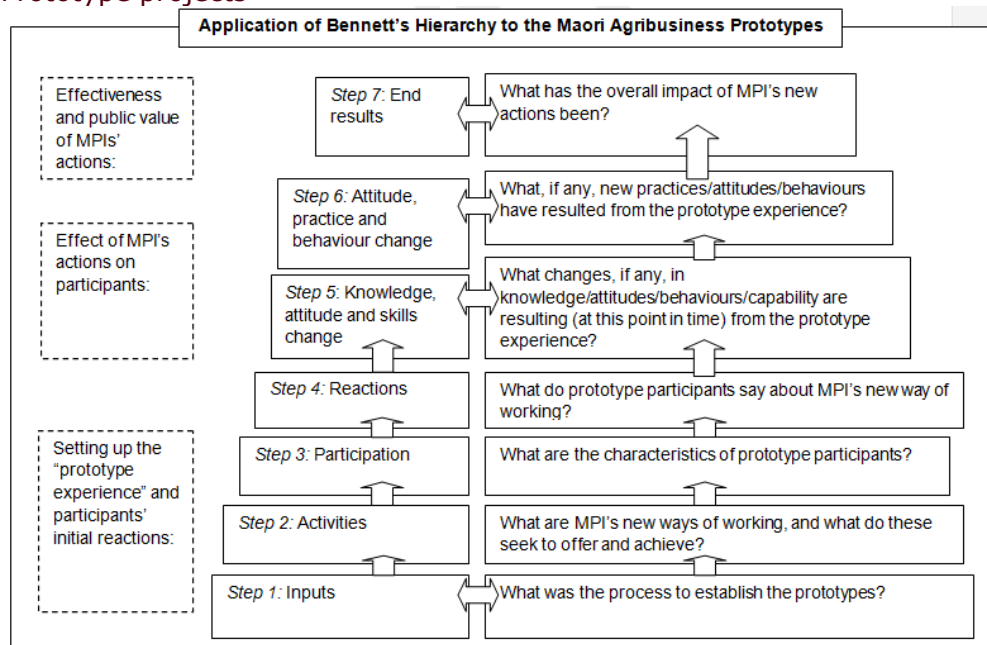 Prototype projects
Application of Bennett's Hierarchy to the Maori Agribusiness Prototypes
Effectiveness
and public value
of MPIs'
actions:
Step 7: End
results
What has the overall impact of MPI's new
actions been?
Step 6: Attitude,
practice and
behaviour change
What, if any, new practices/attitudes/behaviours
have resulted from the prototype experience?
Effect of MPI's
actions on
participants:
Step 5: Knowledge,
attitude and skills
change
What changes, if any, in
knowledge/attitudes/behaviours/capability are
resulting (at this point in time) from the prototype
experience?
Step 4: Reactions
What do prototype participants say about MPI's new way of
working?
Setting up the
"prototype
experience" and
participants'
initial reactions:
Step 3: Participation
What are the characteristics of prototype participants?
Step 2: Activities
What are MPI's new ways of working, and what do these
seek to offer and achieve?
Step 1: Inputs
What was the process to establish the prototypes?